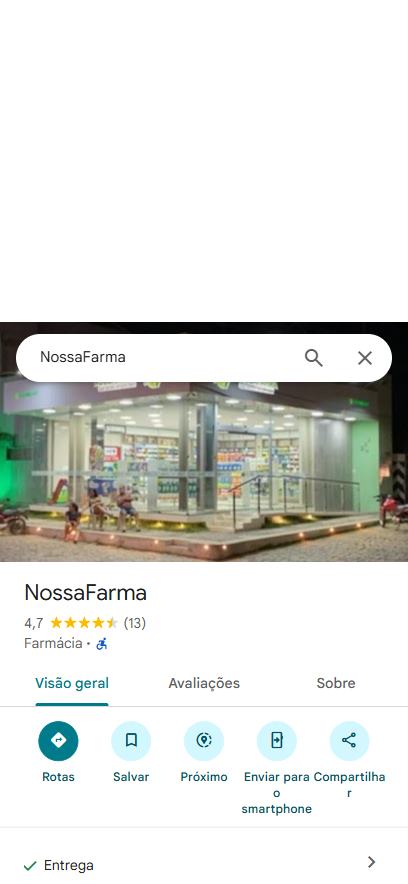 NossaFarma
NossaFarma
4,7 (13)
Farmácia ·
Visão geral Avaliações Sobre
Rotas Salvar Próximo Enviar para o smartphone Compartilhar
Entrega